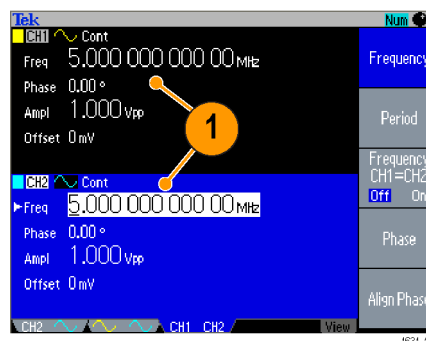 Tek Num
CH1 Cont
Freq 5.000 000 000 00 MHz
Phase 0.00 °
Ampl 1.000 Vpp
Offset 0 mV
1
CH2 Cont
Freq 5.000 000 000 00 MHz
Phase 0.00 °
Ampl 1.000 Vpp
Offset 0 mV
CH2 CH1 CH2 View
Frequency
Period
Frequency
CH1=CH2
Off On
Phase
Align Phase